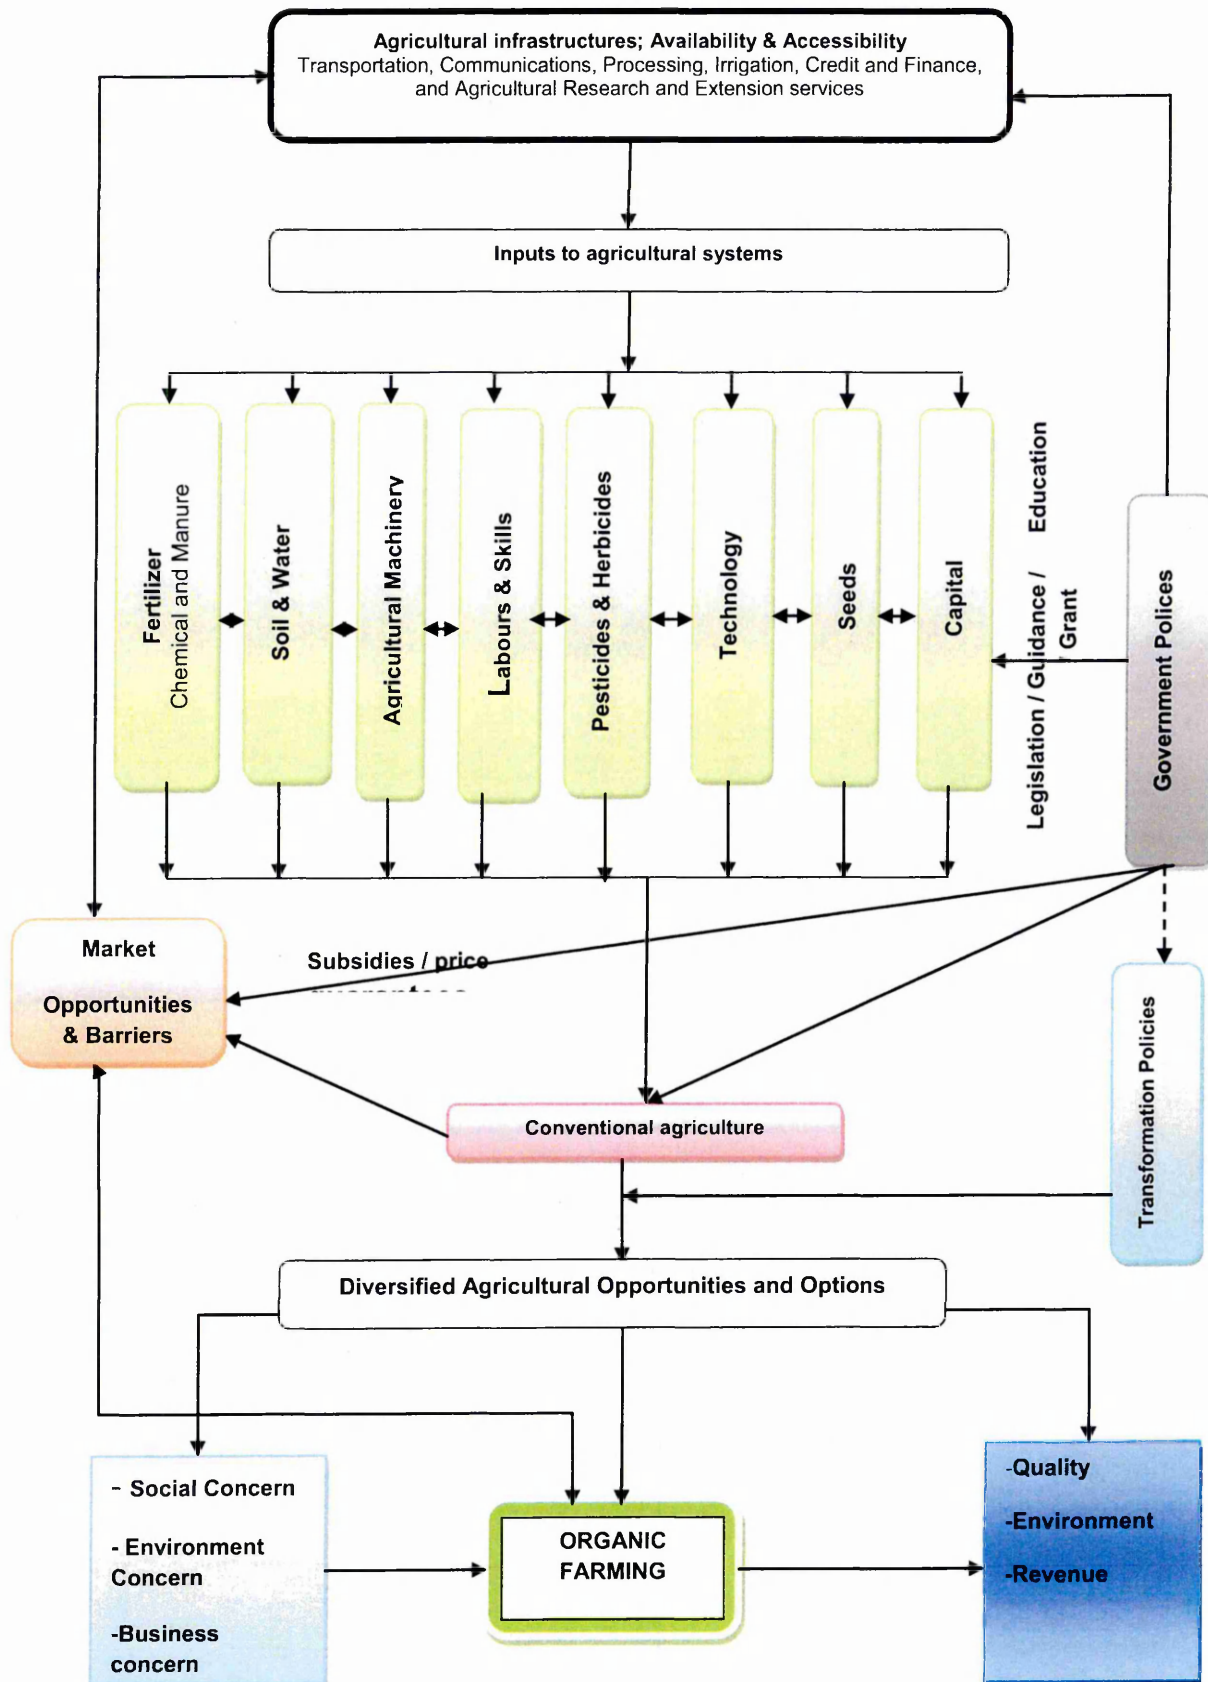 Agricultural infrastructures; Availability & Accessibility
Transportation, Communications, Processing, Irrigation, Credit and Finance,
and Agricultural Research and Extension services
Inputs to agricultural systems
Fertilizer
Chemical and Manure
Soil & Water
Agricultural Machinery
Labours & Skills
Pesticides & Herbicides
Technology
Seeds
Capital
Legislation / Guidance / Education
/ Grant
Government Polices
Market
Opportunities
& Barriers
Subsidies / price
Transformation Policies
Conventional agriculture
Diversified Agricultural Opportunities and Options
- Social Concern
- Environment
Concern
-Business
concern
ORGANIC
FARMING
-Quality
-Environment
-Revenue